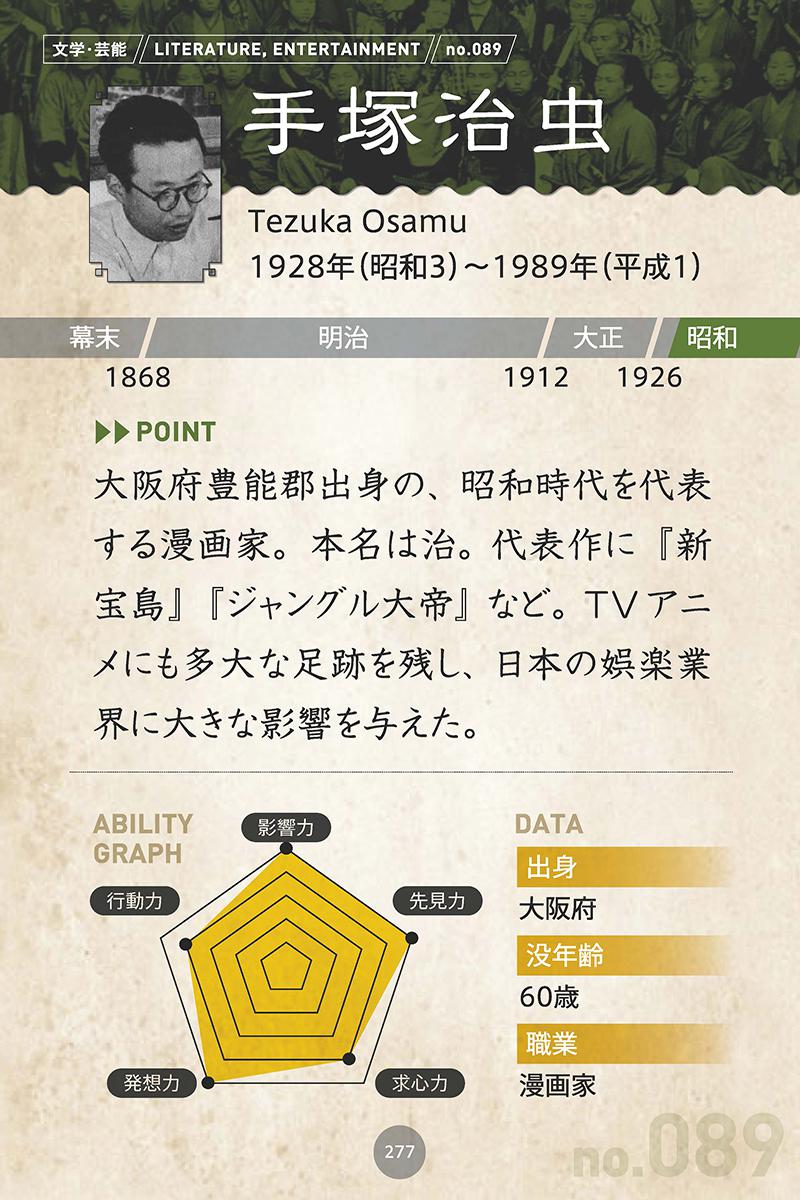 文学・芸能 LITERATURE, ENTERTAINMENT no.089
手塚治虫
Tezuka Osamu
1928年(昭和3)～1989年(平成1)
幕末 明治 大正 昭和
1868 1912 1926
POINT
大阪府豊能郡出身の、昭和時代を代表
する漫画家。本名は治。代表作に『新
宝島』『ジャングル大帝』など。TVアニ
メにも多大な足跡を残し、日本の娯楽業
界に大きな影響を与えた。
ABILITY
GRAPH
影響力
行動力
先見力
発想力
求心力
DATA
出身
大阪府
没年齢
60歳
職業
漫画家
277
no.089